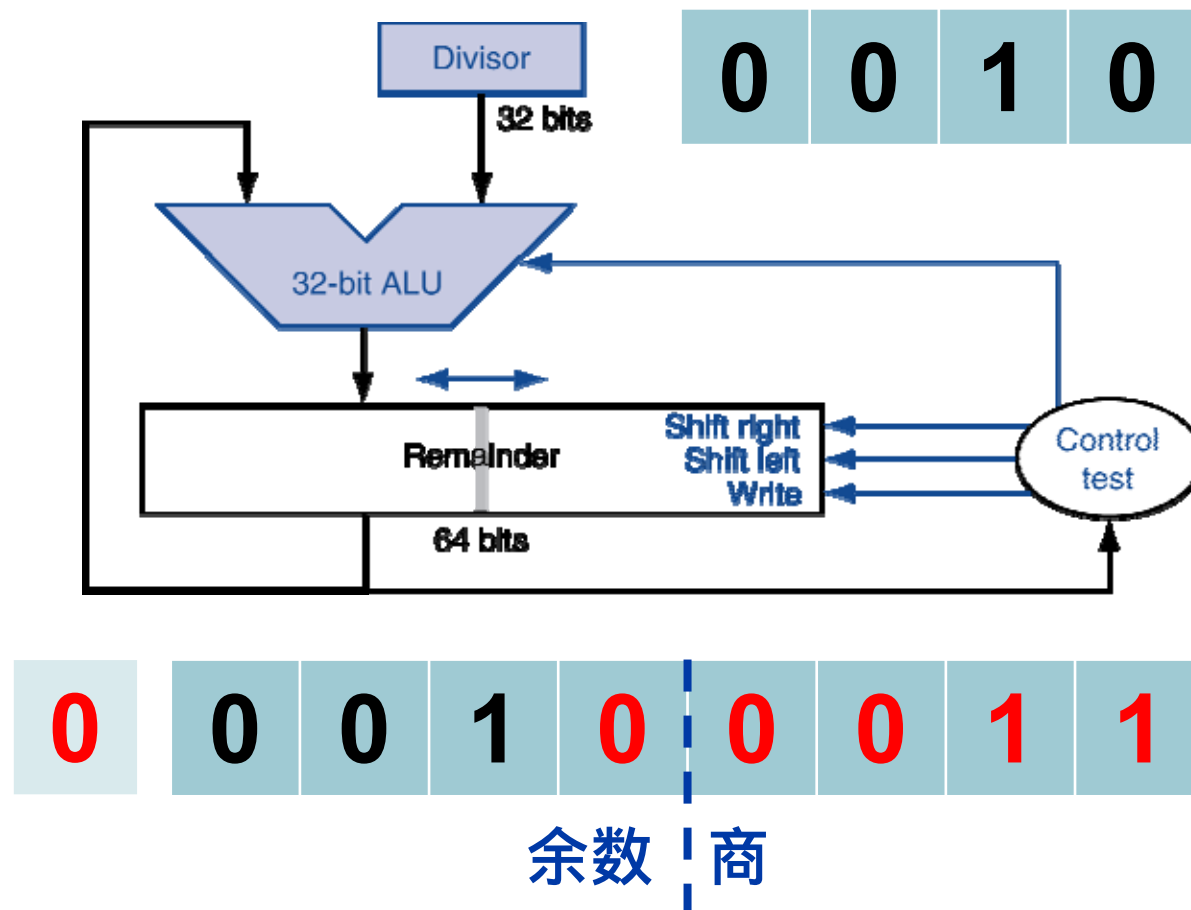 Divisor
0 0 1 0
32 bits
32-bit ALU
Shift right
Remainder
Shift left
Write
Control
test
64 bits
0 0 0 1 0 0 0 1 1
余数 商